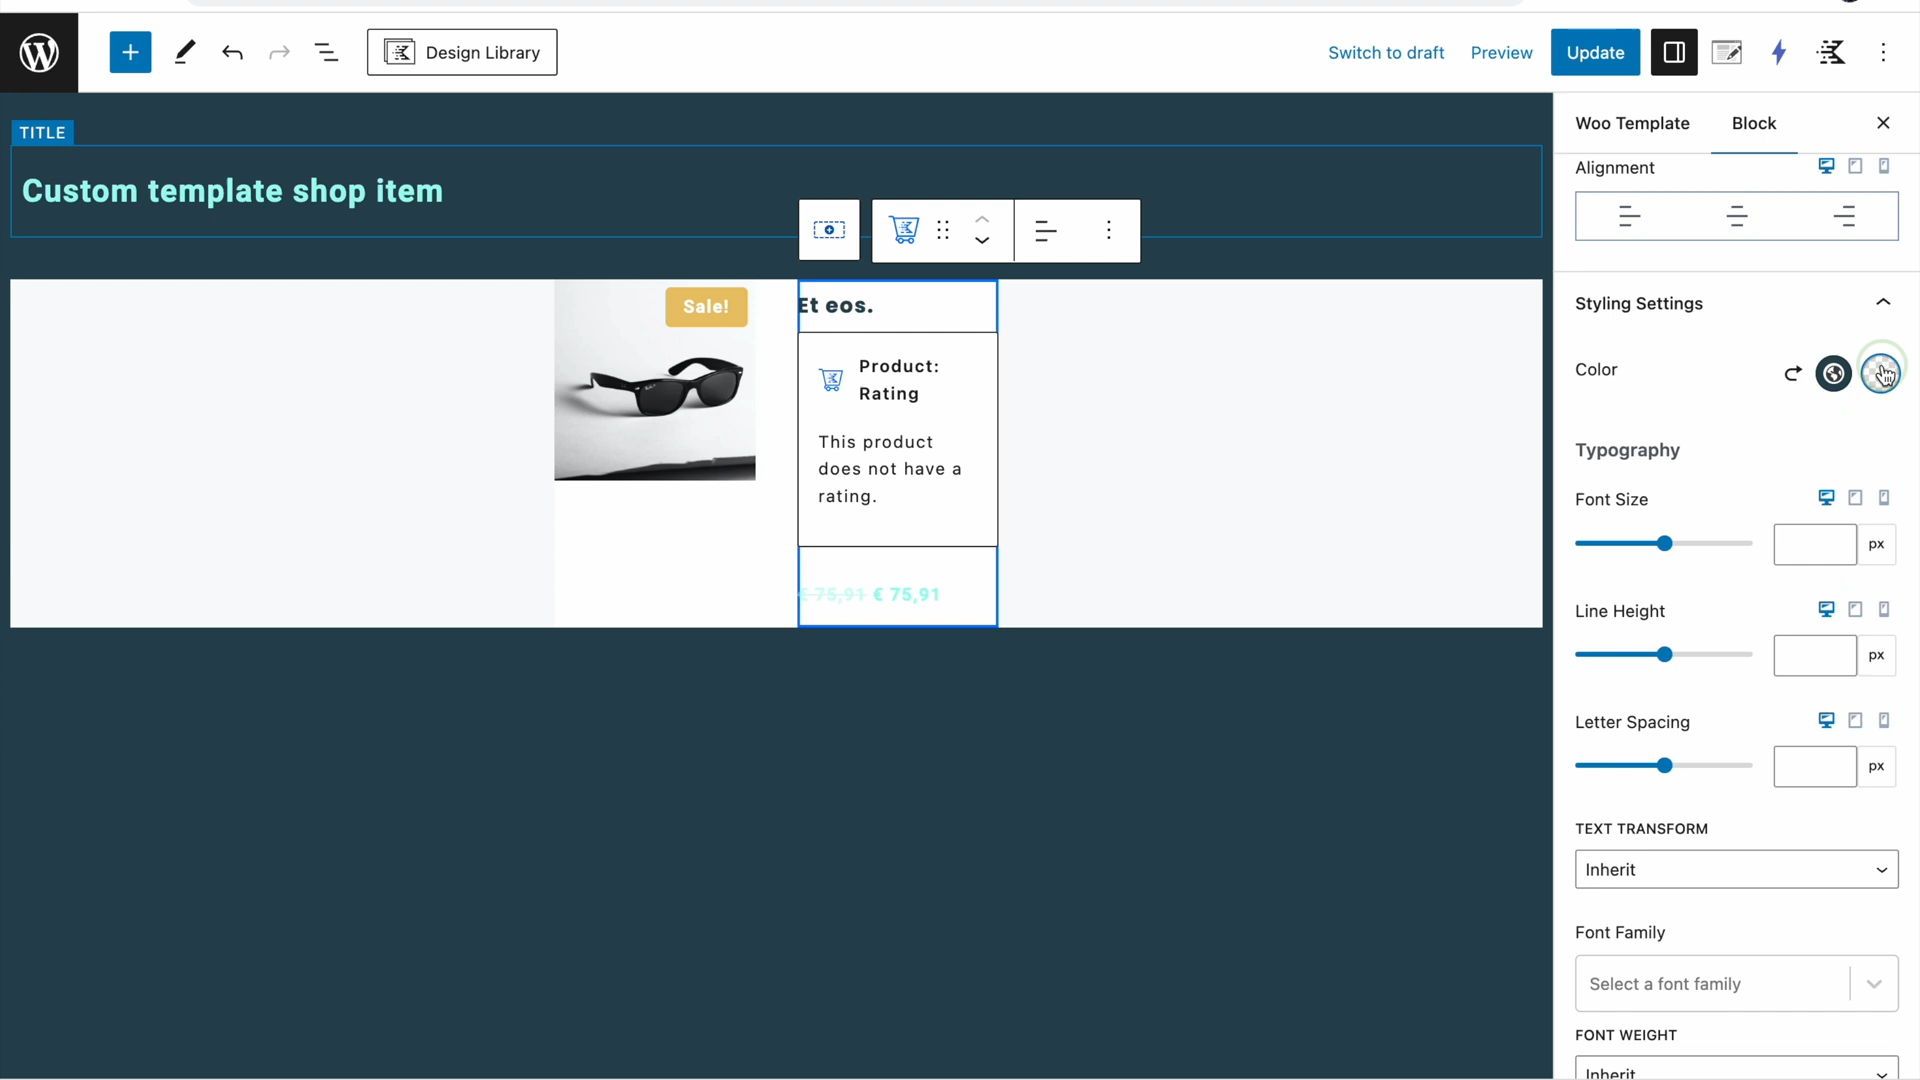 Design Library
Switch to draft
Preview
Update
TITLE
Custom template shop item
Sale!
Et eos.
Product:
Rating
This product
does not have a
rating.
€ 75,91 € 75,91
Woo Template
Block
Alignment
Styling Settings
Color
Typography
Font Size
px
Line Height
px
Letter Spacing
px
TEXT TRANSFORM
Inherit
Font Family
Select a font family
FONT WEIGHT
Inherit